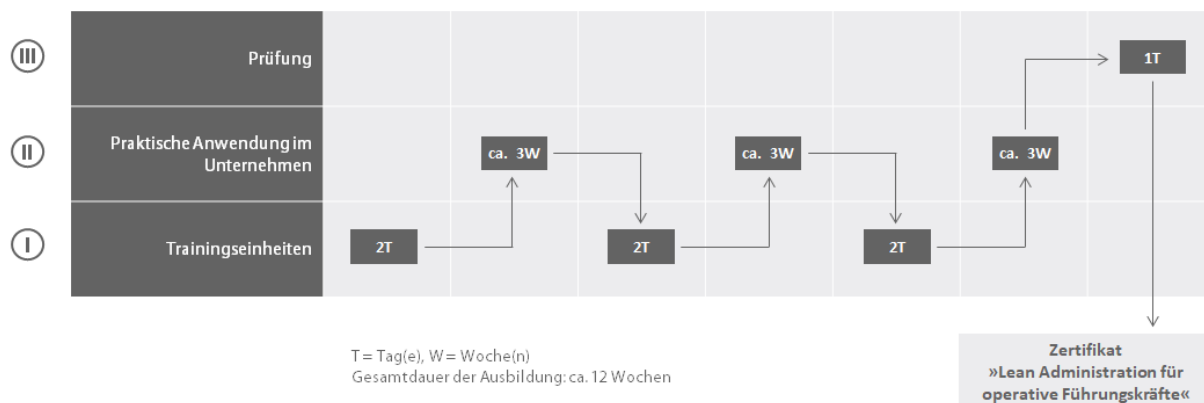 III
Prüfung
1T
II
Praktische Anwendung im
Unternehmen
ca. 3W
ca. 3W
ca. 3W
I
Trainingseinheiten
2T
2T
2T
T = Tag(e), W = Woche(n)
Gesamtdauer der Ausbildung: ca. 12 Wochen
Zertifikat
»Lean Administration für
operative Führungskräfte«